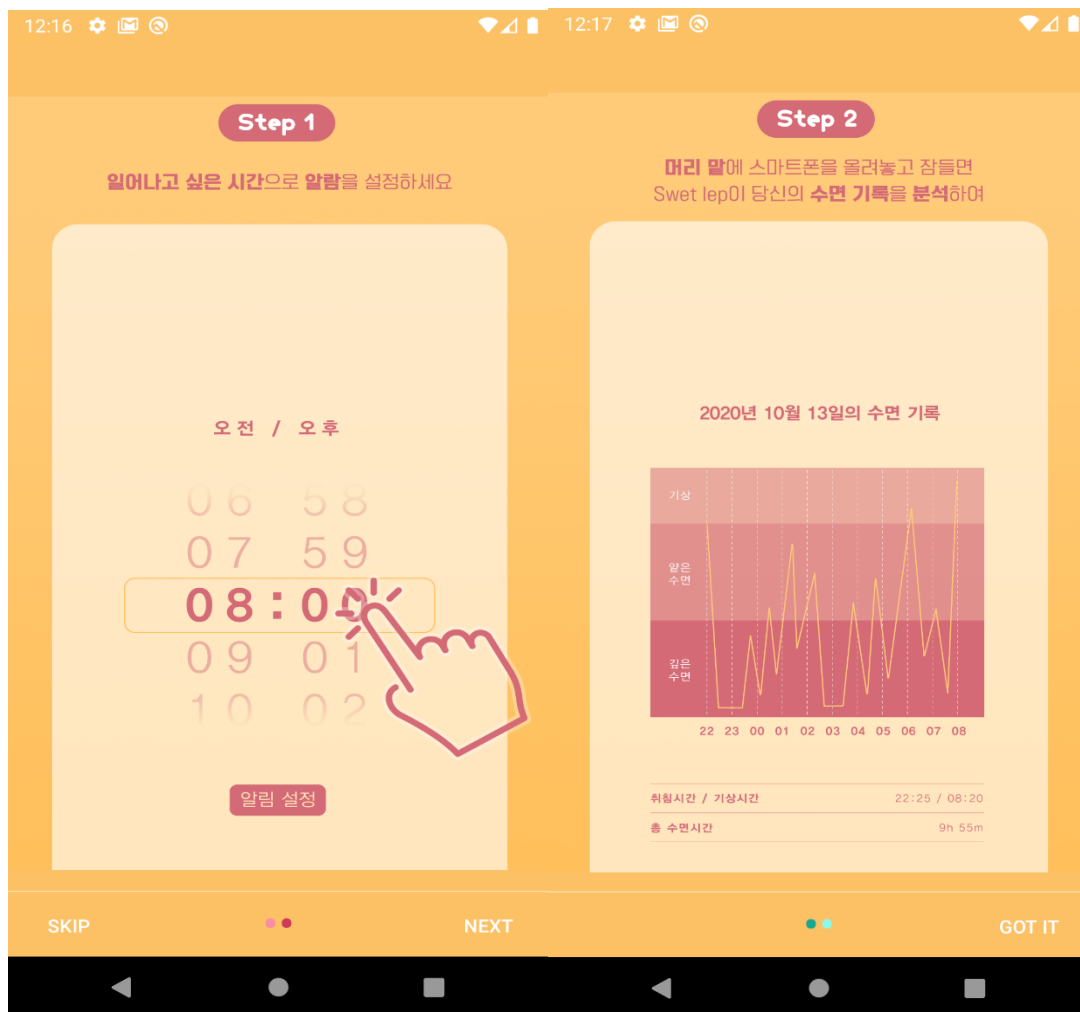 12:16
Step 1
일어나고 싶은 시간으로 알람을 설정하세요
오전 / 오후
06 58
07 59
08:00
09 01
10 02
알림 설정
SKIP
NEXT
12:17
Step 2
머리 맡에 스마트폰을 올려놓고 잠들면
Swet lep이 당신의 수면 기록을 분석하여
2020년 10월 13일의 수면 기록
기상
얕은
수면
깊은
수면
22 23 00 01 02 03 04 05 06 07 08
취침시간 / 기상시간 22:25 / 08:20
총 수면시간 9h 55m
GOT IT